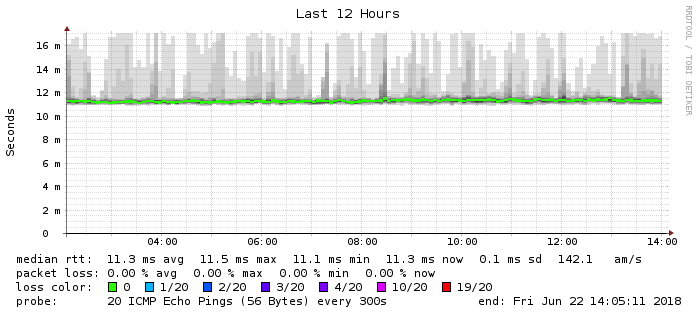 Last 12 Hours
RRDTOOL / TOBI OETIKER
Seconds
16 m
14 m
12 m
10 m
8 m
6 m
4 m
2 m
0
04:00 06:00 08:00 10:00 12:00 14:00
median rtt: 11.3 ms avg 11.5 ms max 11.1 ms min 11.3 ms now 0.1 ms sd 142.1 am/s
packet loss: 0.00 % avg 0.00 % max 0.00 % min 0.00 % now
loss color: 0 1/20 2/20 3/20 4/20 10/20 19/20
probe: 20 ICMP Echo Pings (56 Bytes) every 300s end: Fri Jun 22 14:05:11 2018